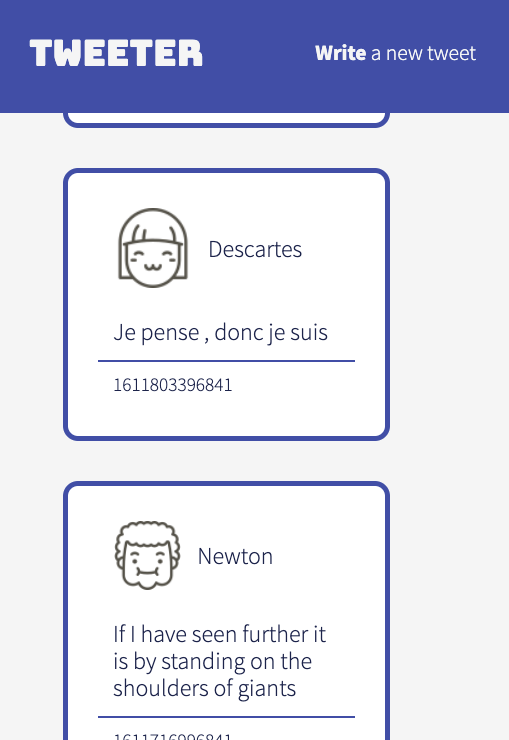 TWEETER
Write a new tweet
Descartes
Je pense , donc je suis
1611803396841
Newton
If I have seen further it
is by standing on the
shoulders of giants
1611716996841